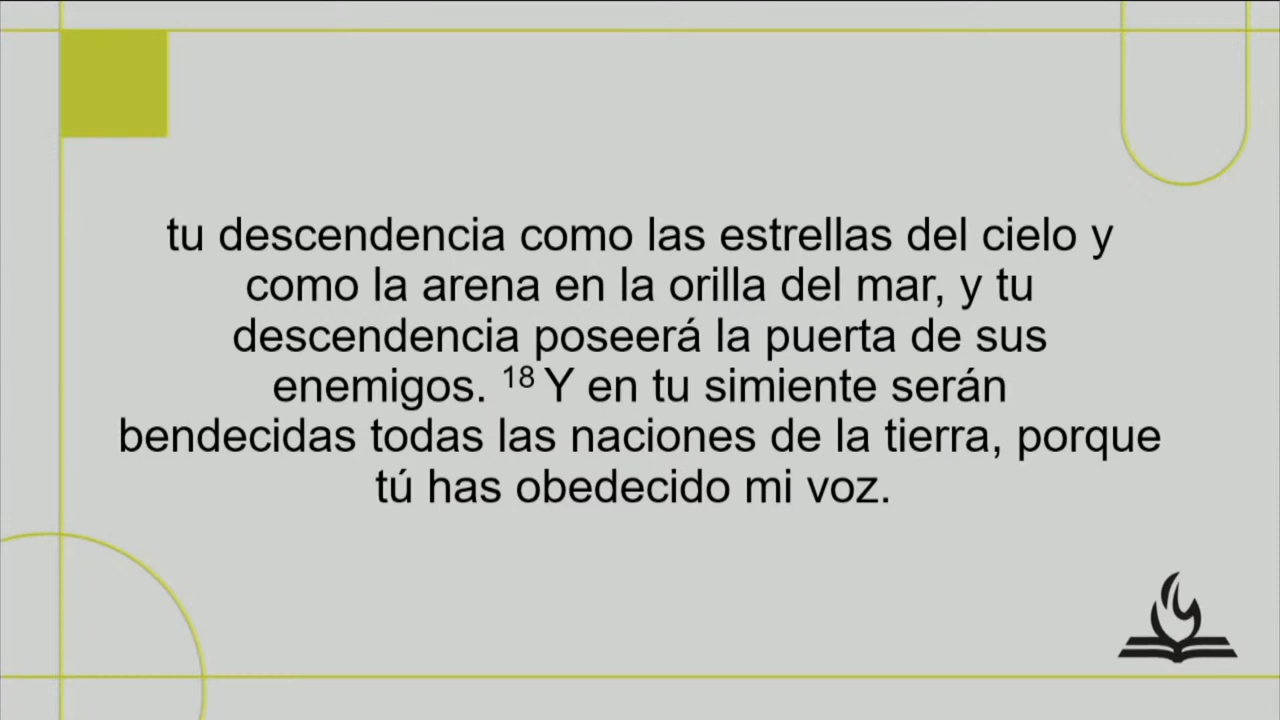 tu descendencia como las estrellas del cielo y
como la arena en la orilla del mar, y tu
descendencia poseerá la puerta de sus
enemigos. 18 Y en tu simiente serán
bendecidas todas las naciones de la tierra, porque
tú has obedecido mi voz.